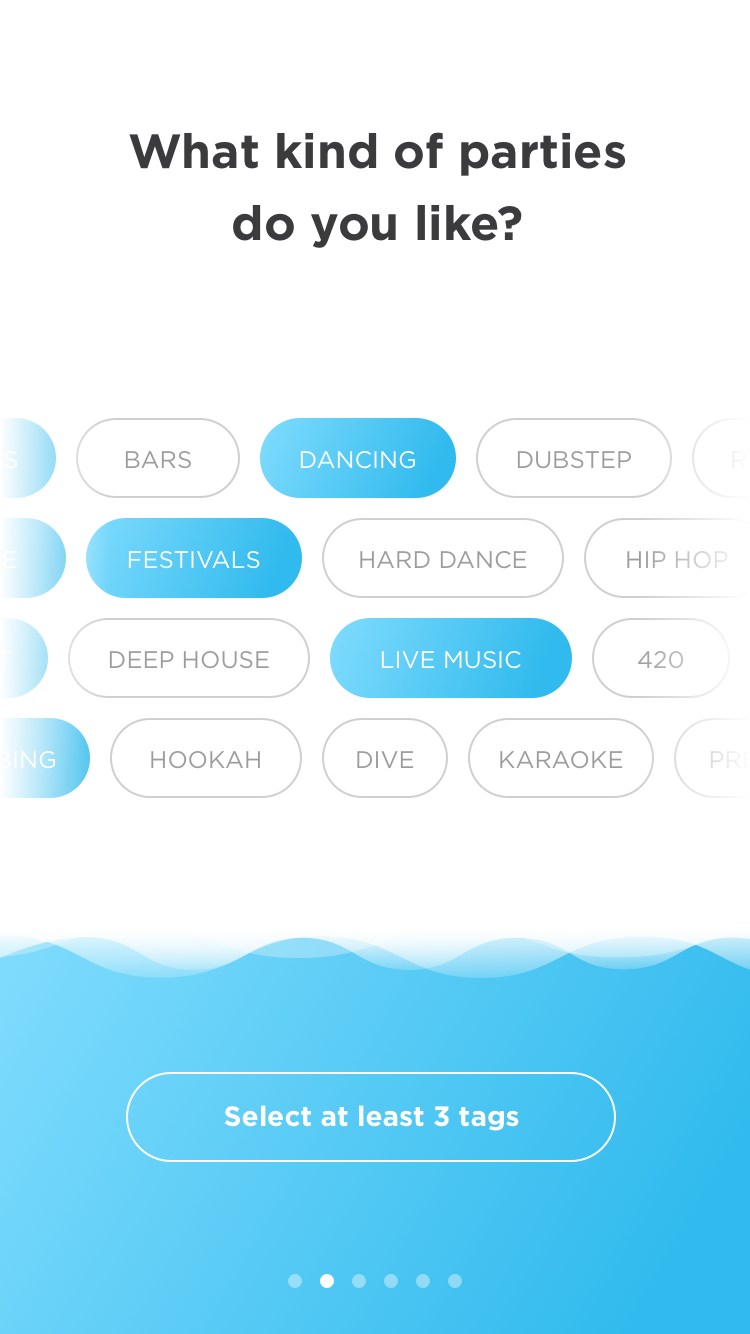 What kind of parties
do you like?
S BARS DANCING DUBSTEP R
E FESTIVALS HARD DANCE HIP HOP
T DEEP HOUSE LIVE MUSIC 420
BING HOOKAH DIVE KARAOKE PRI
Select at least 3 tags